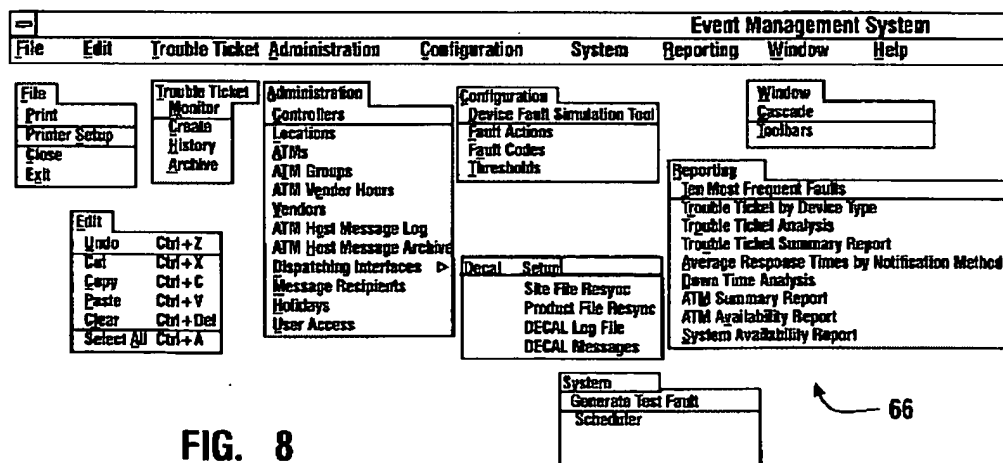 Event Management System
File Edit Trouble Ticket Administration Configuration System Reporting Window Help
File
Print
Printer Setup
Close
Exit
Trouble Ticket
Monitor
Create
History
Archive
Administration
Controllers
Locations
ATMs
ATM Groups
ATM Vender Hours
Vendors
ATM Host Message Log
ATM Host Message Archive
Dispatching Interfaces
Message Recipients
Holidays
User Access
Configuration
Device Fault Simulation Tool
Fault Actions
Fault Codes
Thresholds
Window
Cascade
Toolbars
Reporting
Ten Most Frequent Faults
Trouble Ticket by Device Type
Trouble Ticket Analysis
Trouble Ticket Summary Report
Average Response Times by Notification Method
Down Time Analysis
ATM Summary Report
ATM Availability Report
System Availability Report
Edit
Undo Ctrl+Z
Cut Ctrl+X
Copy Ctrl+C
Paste Ctrl+V
Clear Ctrl+Del
Select All Ctrl+A
Decal Setup
Site File Resync
Product File Resync
DECAL Log File
DECAL Messages
System
Generate Test Fault
Scheduler
66
FIG. 8